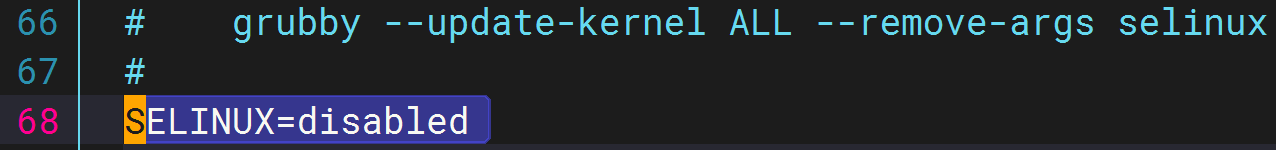 66 #    grubby --update-kernel ALL --remove-args selinux
67 #
68 SELINUX=disabled